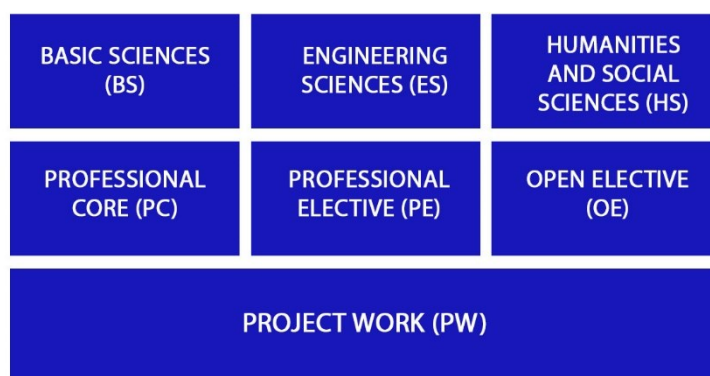 BASIC SCIENCES
(BS)
ENGINEERING
SCIENCES (ES)
HUMANITIES
AND SOCIAL
SCIENCES (HS)
PROFESSIONAL
CORE (PC)
PROFESSIONAL
ELECTIVE (PE)
OPEN ELECTIVE
(OE)
PROJECT WORK (PW)